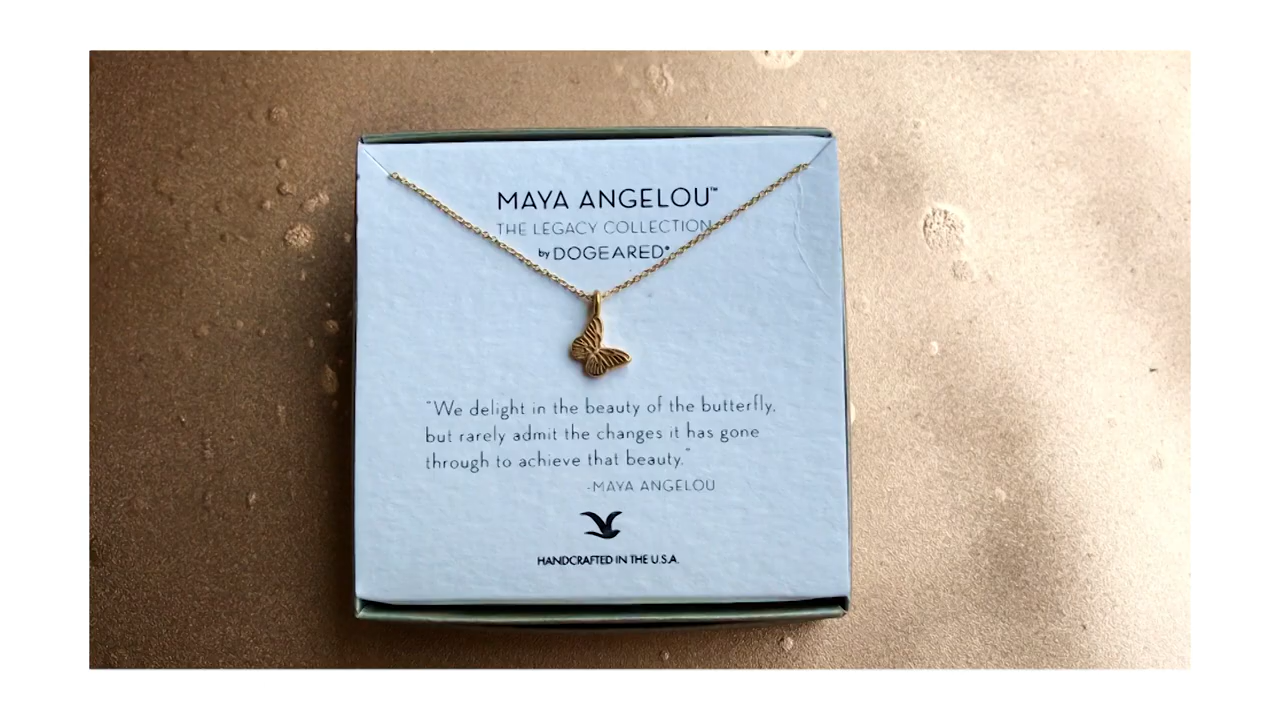 MAYA ANGELOU™
THE LEGACY COLLECTION
by DOGEARED®
"We delight in the beauty of the butterfly,
but rarely admit the changes it has gone
through to achieve that beauty."
-MAYA ANGELOU
HANDCRAFTED IN THE U.S.A.